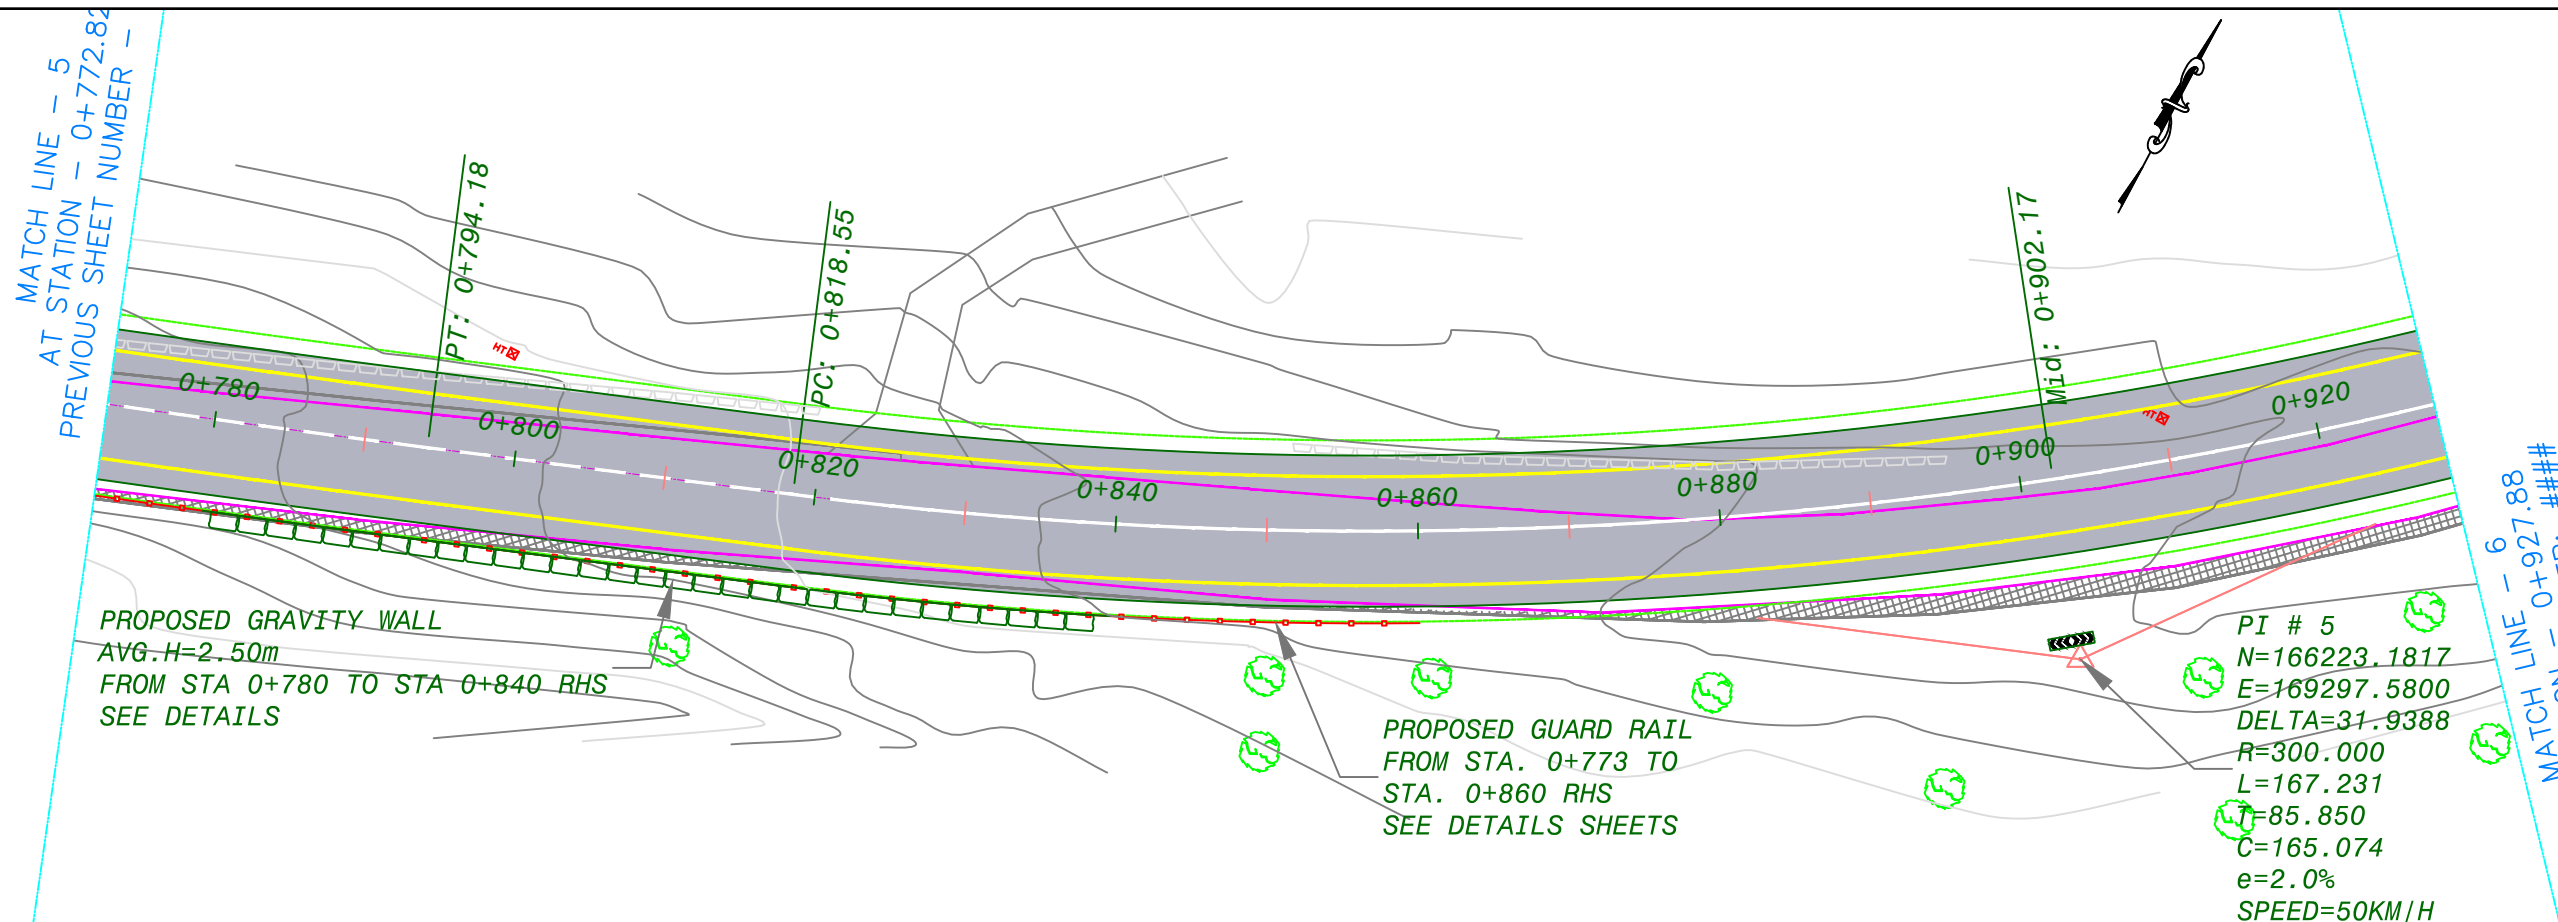 MATCH LINE - 5
AT STATION - 0+772.82
PREVIOUS SHEET NUMBER -
PT: 0+794.18
PC: 0+818.55
Mid: 0+902.17
HT
HT
0+780
0+800
0+820
0+840
0+860
0+880
0+900
0+920
PROPOSED GRAVITY WALL
AVG.H=2.50m
FROM STA 0+780 TO STA 0+840 RHS
SEE DETAILS
PROPOSED GUARD RAIL
FROM STA. 0+773 TO
STA. 0+860 RHS
SEE DETAILS SHEETS
PI # 5
N=166223.1817
E=169297.5800
DELTA=31.9388
R=300.000
L=167.231
T=85.850
C=165.074
e=2.0%
SPEED=50KM/H
MATCH LINE - 6
ON - 0+927.88
####